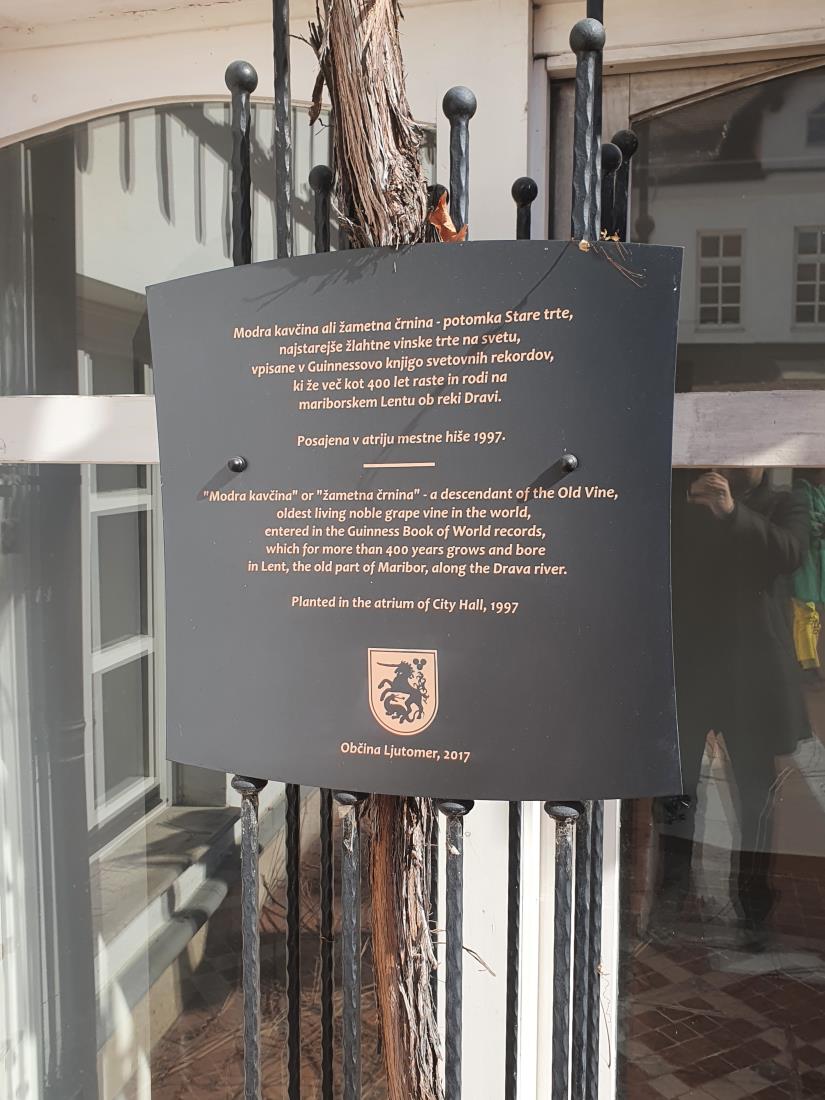 Modra kavčina ali žametna črnina - potomka Stare trte,
najstarejše žlahtne vinske trte na svetu,
vpisane v Guinnessovo knjigo svetovnih rekordov,
ki že več kot 400 let raste in rodi na
mariborskem Lentu ob reki Dravi.
Posajena v atriju mestne hiše 1997.
"Modra kavčina" or "žametna črnina" - a descendant of the Old Vine,
oldest living noble grape vine in the world,
entered in the Guinness Book of World records,
which for more than 400 years grows and bore
in Lent, the old part of Maribor, along the Drava river.
Planted in the atrium of City Hall, 1997
Občina Ljutomer, 2017